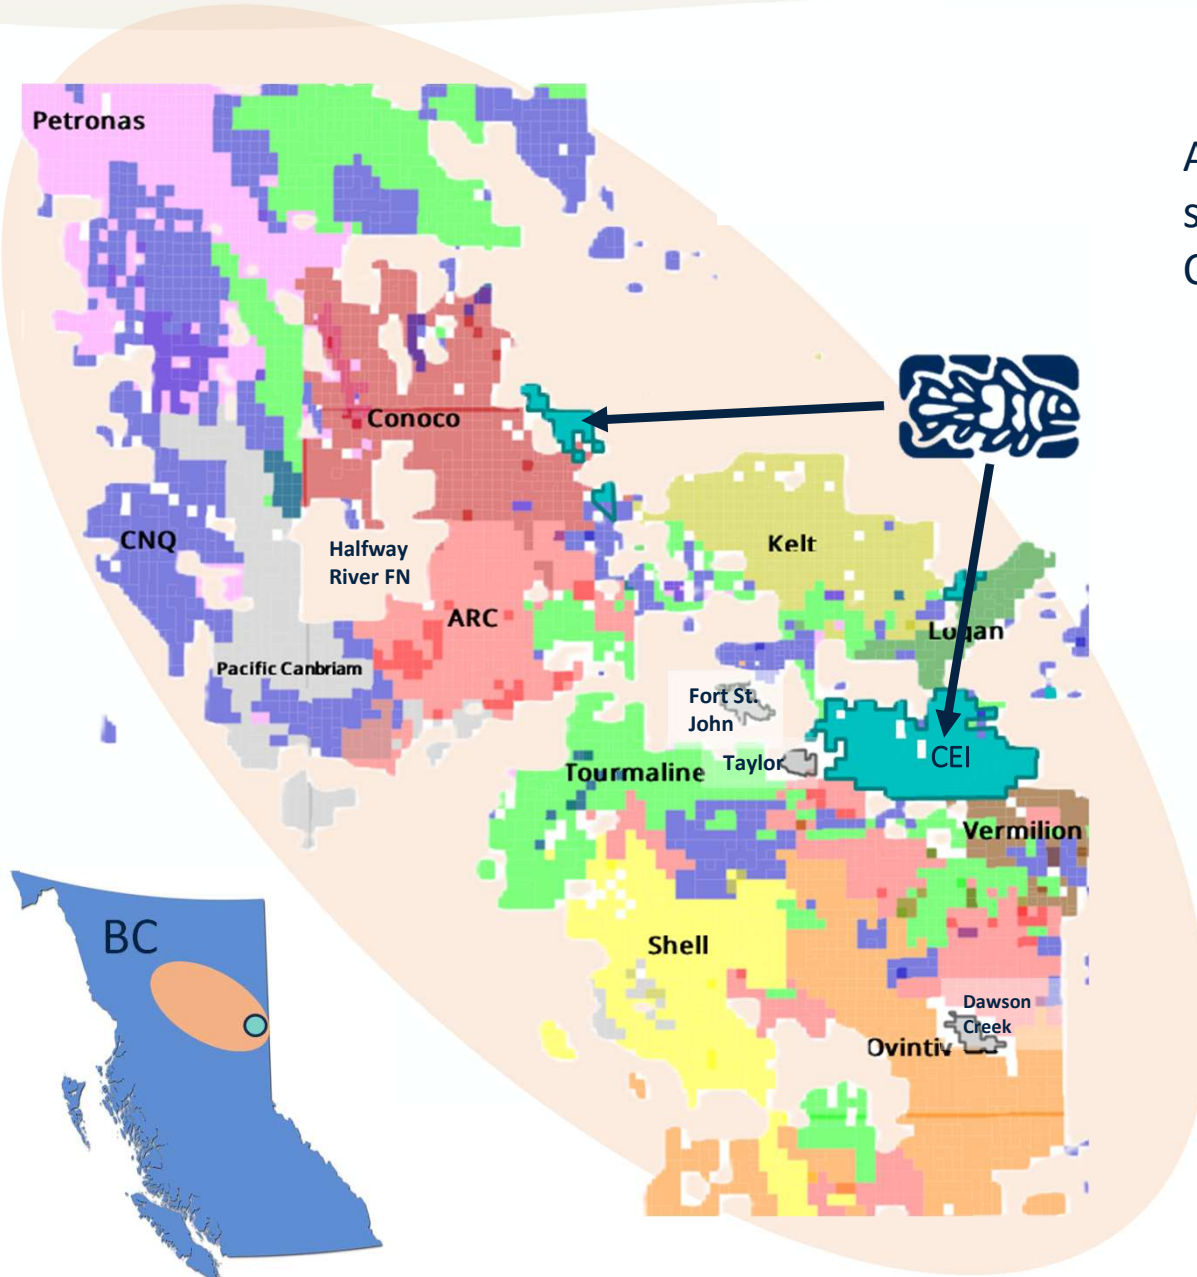 Petronas
A
s
C
Conoco
CNQ
Halfway
River FN
Kelt
ARC
Logan
Pacific Canbriam
Fort St.
John
CEI
Taylor
Tourmaline
Vermilion
BC
Shell
Dawson
Creek
Ovintiv